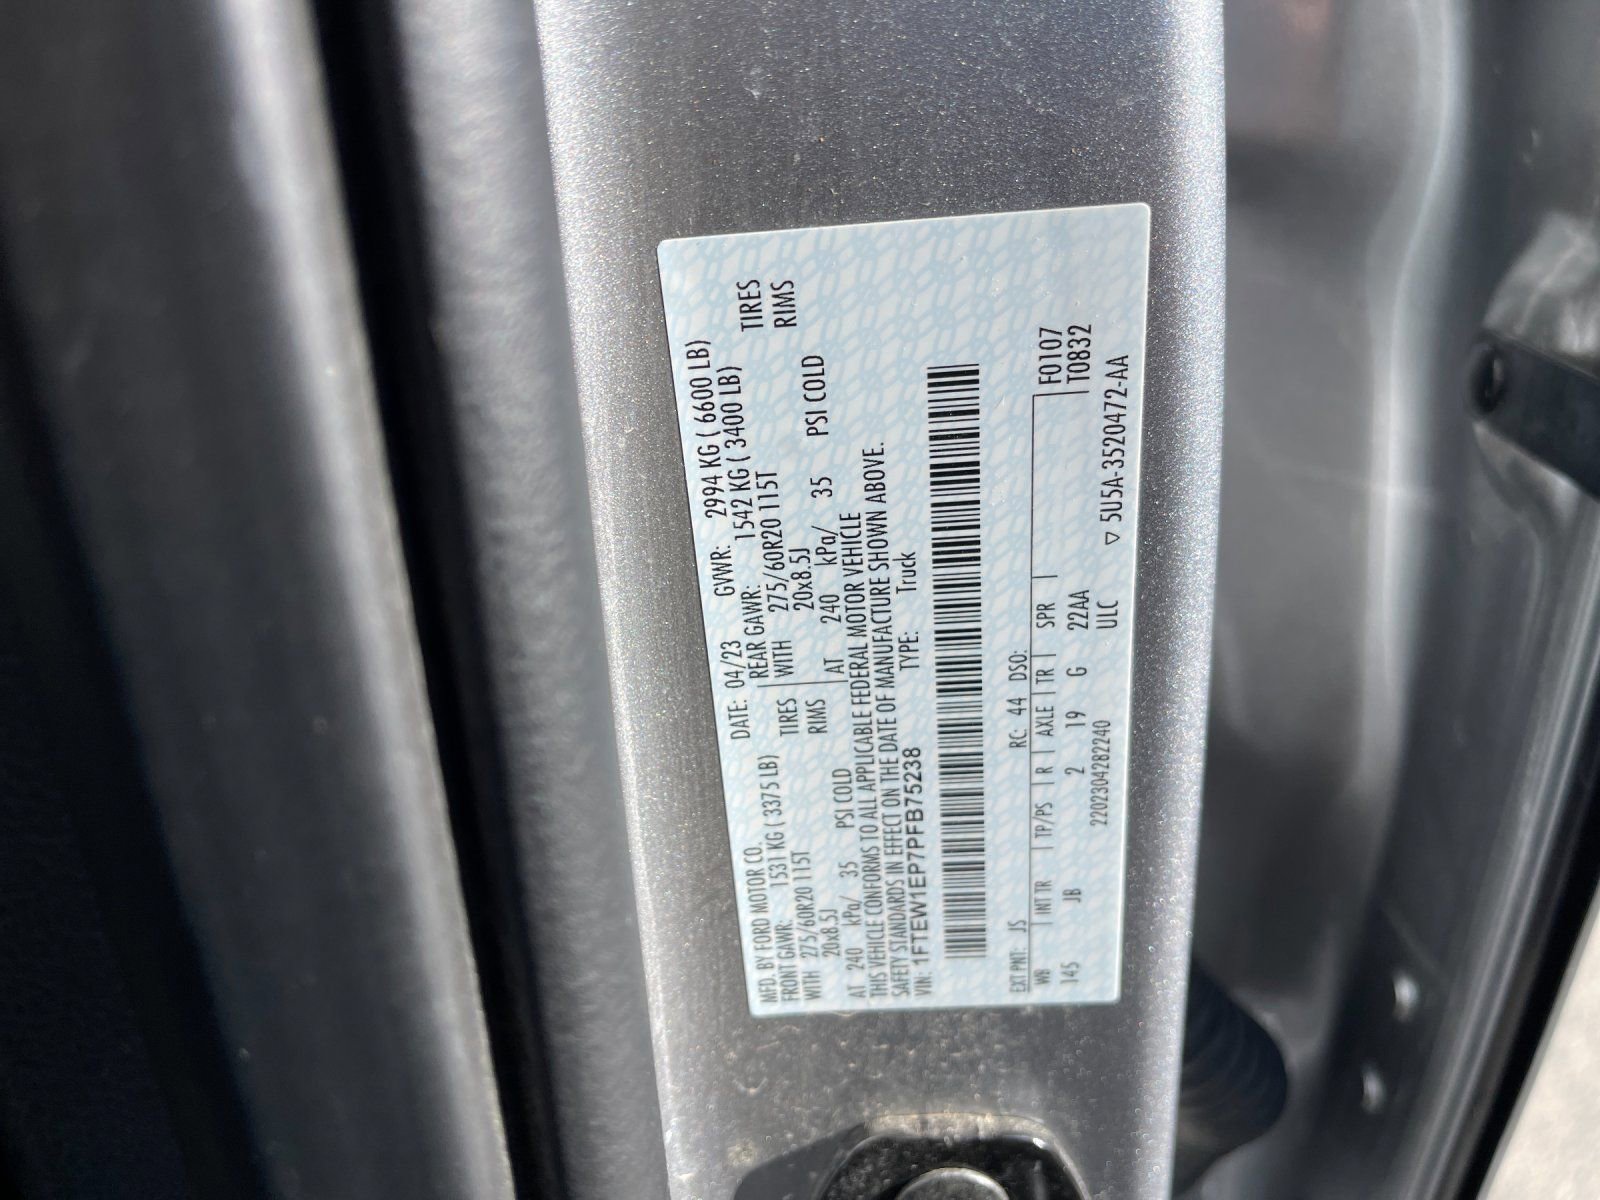 MFD. BY FORD MOTOR CO. DATE: 04/23 GVWR: 2994 KG ( 6600 LB)
FRONT GAWR: 1531 KG ( 3375 LB) REAR GAWR: 1542 KG ( 3400 LB)
WITH 275/60R20 115T TIRES WITH 275/60R20 115T TIRES
20x8.5J RIMS 20x8.5J RIMS
AT 240 kPa/ 35 PSI COLD AT 240 kPa/ 35 PSI COLD
THIS VEHICLE CONFORMS TO ALL APPLICABLE FEDERAL MOTOR VEHICLE
SAFETY STANDARDS IN EFFECT ON THE DATE OF MANUFACTURE SHOWN ABOVE.
VIN: 1FTEW1EP7PFB75238 TYPE: Truck
EXT PNT: JS RC: 44 DSO: F0107
WB INT TR TP/PS R AXLE TR SPR T0832
145 JB 2 19 G 22AA
2202304282240 ULC ▽ 5U5A-3520472-AA